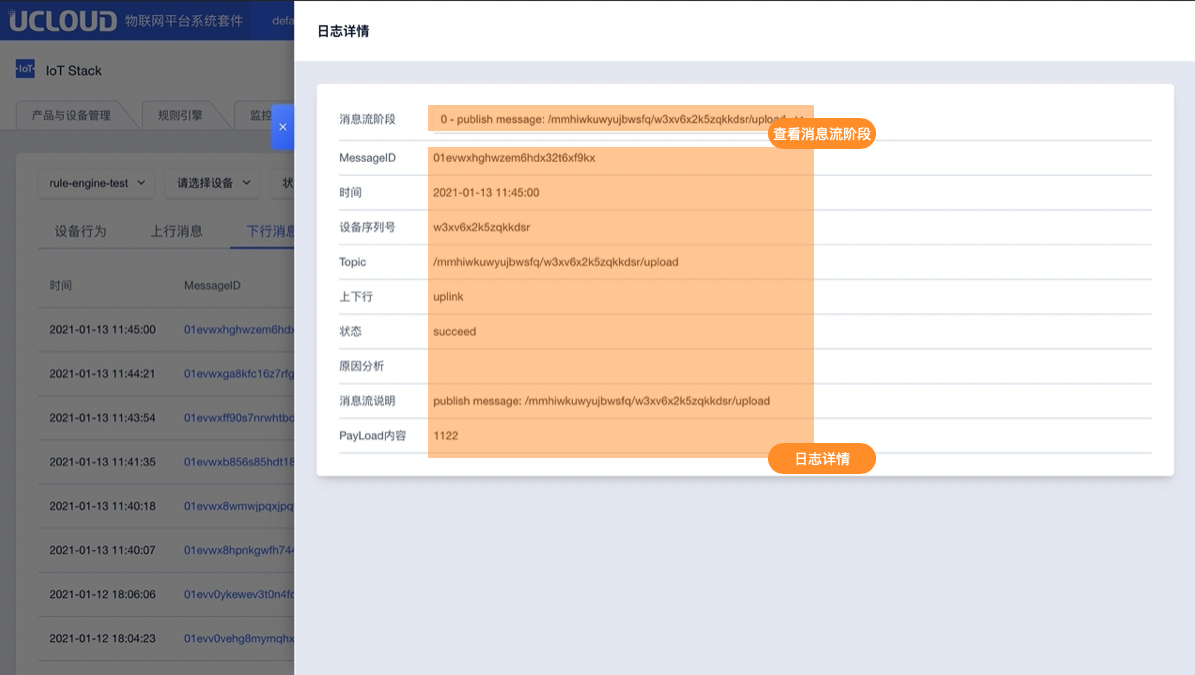 UCLOUD 物联网平台系统套件 defa
IoT IoT Stack
产品与设备管理 规则引擎 监控
rule-engine-test 请选择设备 状
设备行为 上行消息 下行消息
时间 MessageID
2021-01-13 11:45:00 01evwxhghwzem6hdx
2021-01-13 11:44:21 01evwxga8kfc16z7rfg
2021-01-13 11:43:54 01evwxff90s7nrwhtbd
2021-01-13 11:41:35 01evwxb856s85hdt18
2021-01-13 11:40:18 01evwx8wmwjpqxjpq
2021-01-13 11:40:07 01evwx8hpnkgwfh744
2021-01-12 18:06:06 01evv0ykewev3t0n4fc
2021-01-12 18:04:23 01evv0vehg8mymqhx
日志详情
消息流阶段 0 - publish message: /mmhiwkuwyujbwsfq/w3xv6x2k5zqkkdsr/upload
查看消息流阶段
MessageID 01evwxhghwzem6hdx32t6xf9kx
时间 2021-01-13 11:45:00
设备序列号 w3xv6x2k5zqkkdsr
Topic /mmhiwkuwyujbwsfq/w3xv6x2k5zqkkdsr/upload
上下行 uplink
状态 succeed
原因分析
消息流说明 publish message: /mmhiwkuwyujbwsfq/w3xv6x2k5zqkkdsr/upload
PayLoad内容 1122
日志详情